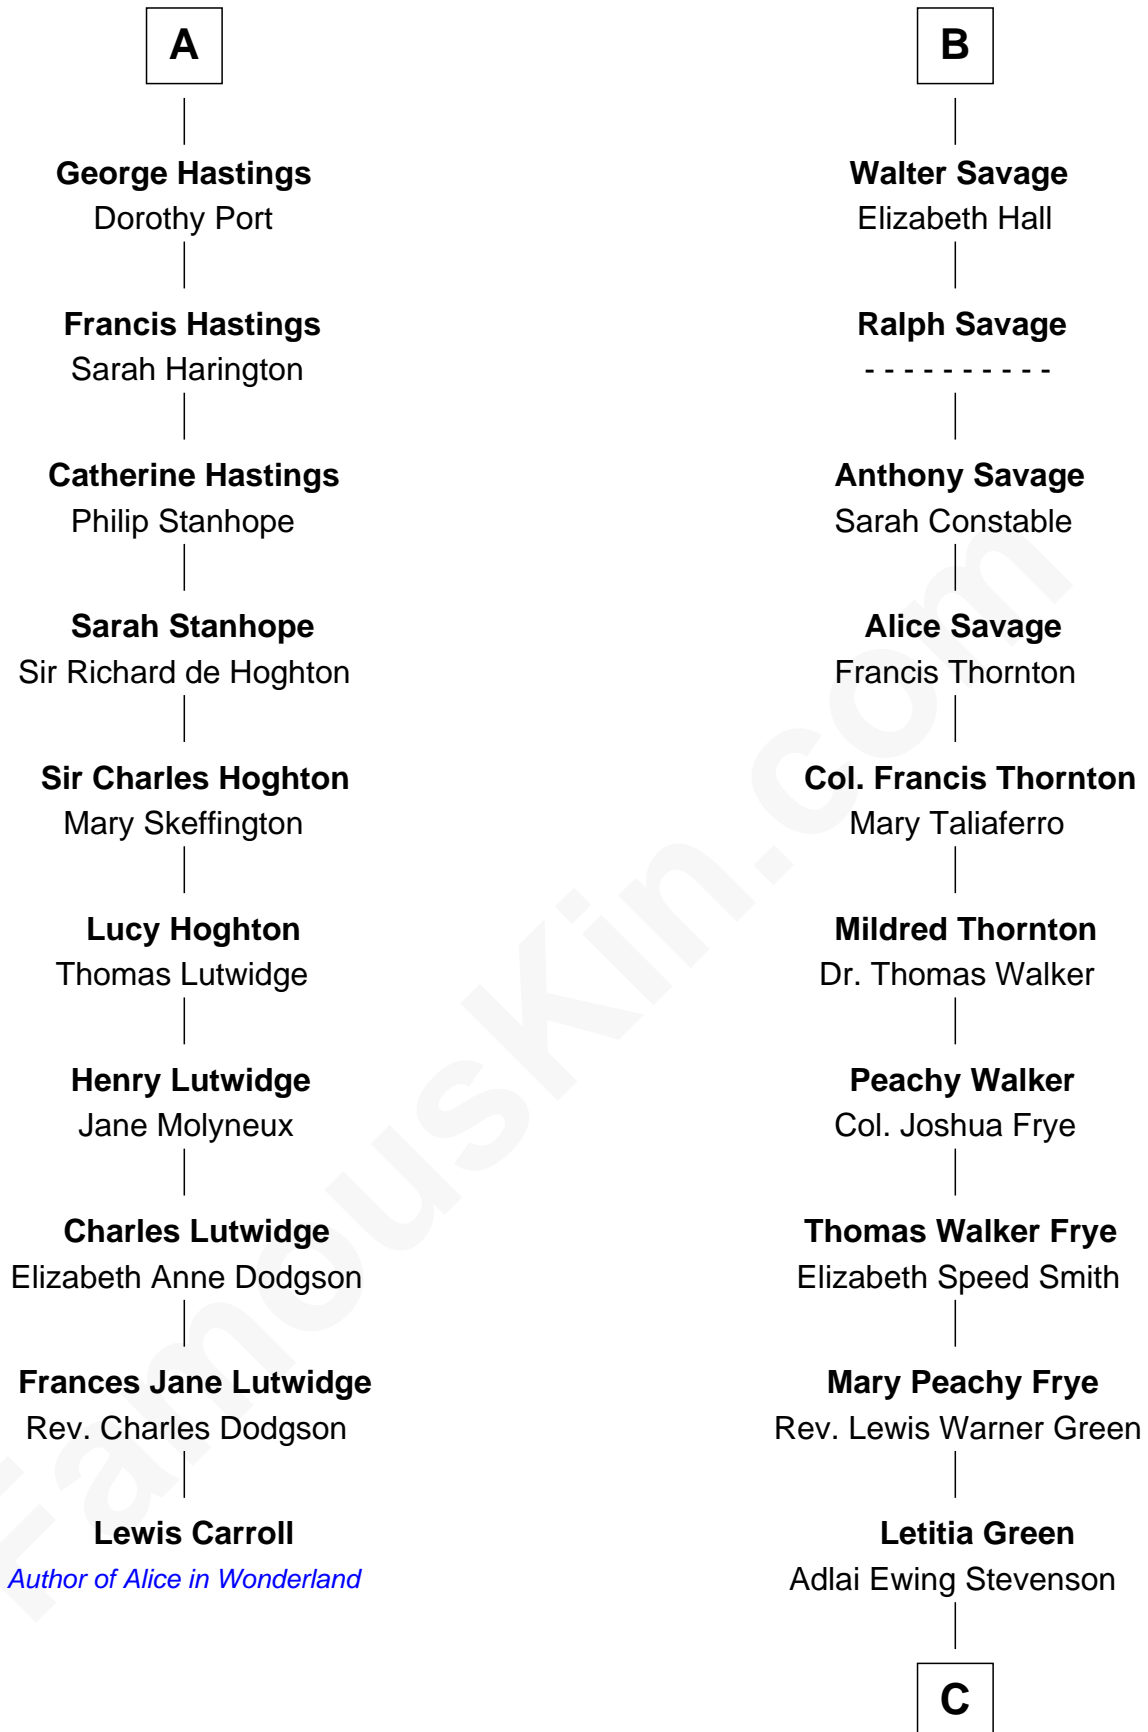 A
George Hastings
Dorothy Port
Francis Hastings
Sarah Harington
Catherine Hastings
Philip Stanhope
Sarah Stanhope
Sir Richard de Hoghton
Sir Charles Hoghton
Mary Skeffington
Lucy Hoghton
Thomas Lutwidge
Henry Lutwidge
Jane Molyneux
Charles Lutwidge
Elizabeth Anne Dodgson
Frances Jane Lutwidge
Rev. Charles Dodgson
Lewis Carroll
Author of Alice in Wonderland
B
Walter Savage
Elizabeth Hall
Ralph Savage
- - - - - - - - - -
Anthony Savage
Sarah Constable
Alice Savage
Francis Thornton
Col. Francis Thornton
Mary Taliaferro
Mildred Thornton
Dr. Thomas Walker
Peachy Walker
Col. Joshua Frye
Thomas Walker Frye
Elizabeth Speed Smith
Mary Peachy Frye
Rev. Lewis Warner Green
Letitia Green
Adlai Ewing Stevenson
C
FamousKin.com